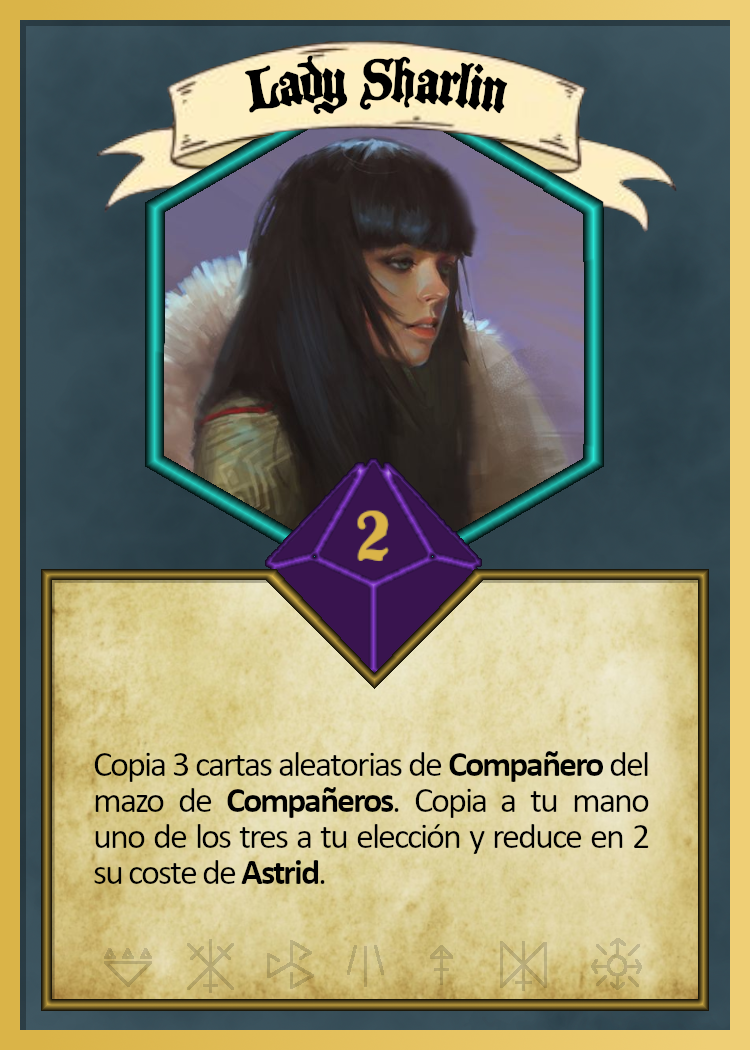 Lady Sharlin
2
Copia 3 cartas aleatorias de Compañero del
mazo de Compañeros. Copia a tu mano
uno de los tres a tu elección y reduce en 2
su coste de Astrid.